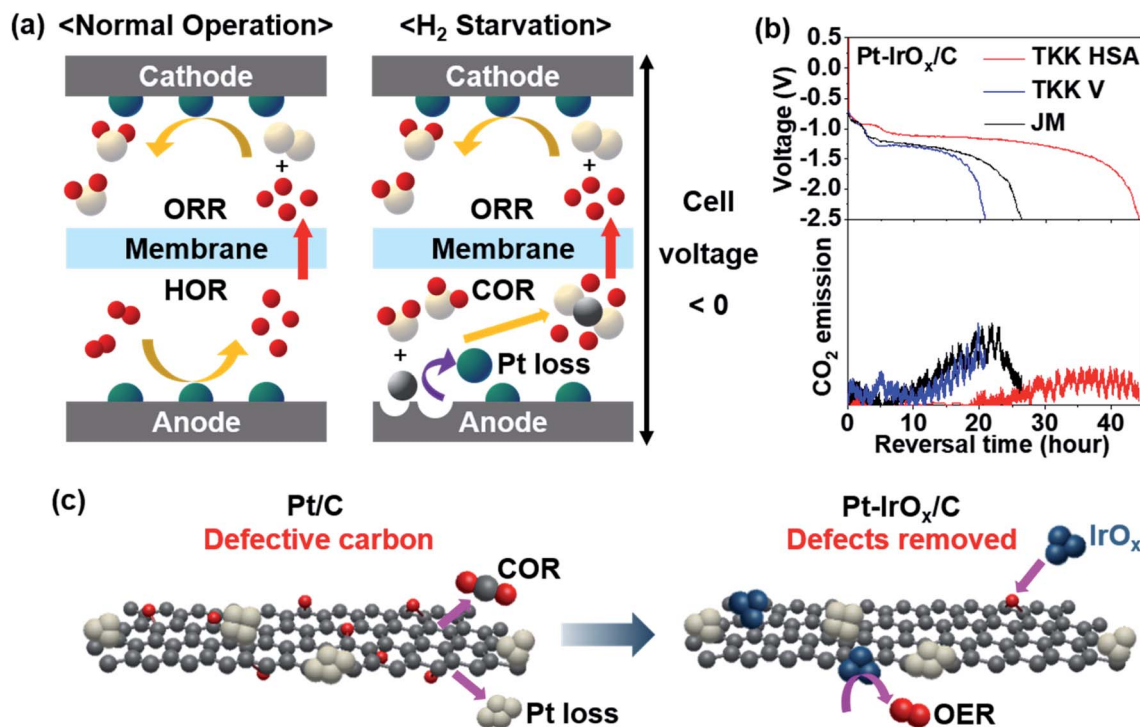 (a) <Normal Operation> <H₂ Starvation>
Cathode Cathode
+ +
ORR ORR
Membrane Membrane
HOR COR
+
Pt loss
Anode Anode
Cell
voltage
< 0
(b)
0.5
0.0
-0.5
-1.0
-1.5
-2.0
-2.5
Voltage (V)
Pt-IrOₓ/C
TKK HSA
TKK V
JM
CO₂ emission
0 10 20 30 40
Reversal time (hour)
(c)
Pt/C
Defective carbon
COR
Pt loss
Pt-IrOₓ/C
Defects removed
IrOₓ
OER